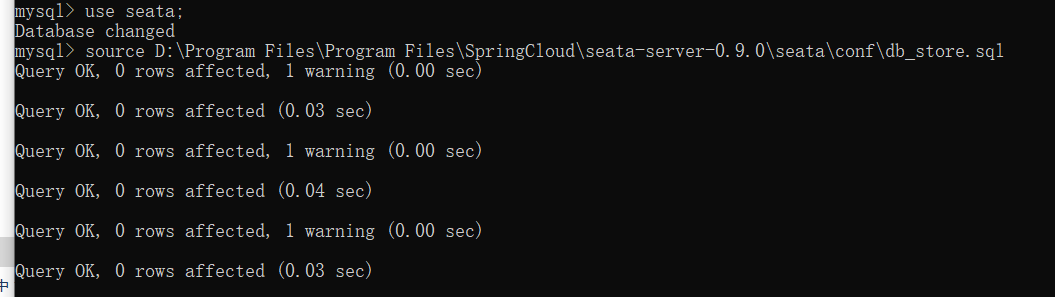 mysql> use seata;
Database changed
mysql> source D:\Program Files\Program Files\SpringCloud\seata-server-0.9.0\seata\conf\db_store.sql
Query OK, 0 rows affected, 1 warning (0.00 sec)
Query OK, 0 rows affected (0.03 sec)
Query OK, 0 rows affected, 1 warning (0.00 sec)
Query OK, 0 rows affected (0.04 sec)
Query OK, 0 rows affected, 1 warning (0.00 sec)
Query OK, 0 rows affected (0.03 sec)
中